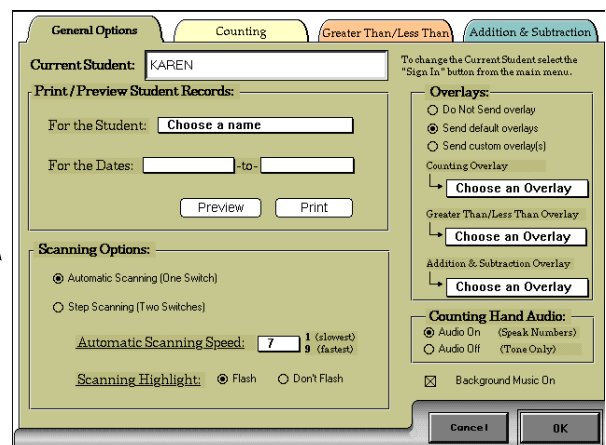 General Options
Counting
Greater Than/Less Than
Addition & Subtraction
Current Student: KAREN
To change the Current Student select the
"Sign In" button from the main menu.
Print/Preview Student Records:
For the Student: Choose a name
For the Dates: -to-
Preview
Print
Scanning Options:
Automatic Scanning (One Switch)
Step Scanning (Two Switches)
Automatic Scanning Speed: 7 1 (slowest)
9 (fastest)
Scanning Highlight: Flash Don't Flash
Overlays:
Do Not Send overlay
Send default overlays
Send custom overlay(s)
Counting Overlay
Choose an Overlay
Greater Than/Less Than Overlay
Choose an Overlay
Addition & Subtraction Overlay
Choose an Overlay
Counting Hand Audio:
Audio On (Speak Numbers)
Audio Off (Tone Only)
Background Music On
Cancel
OK